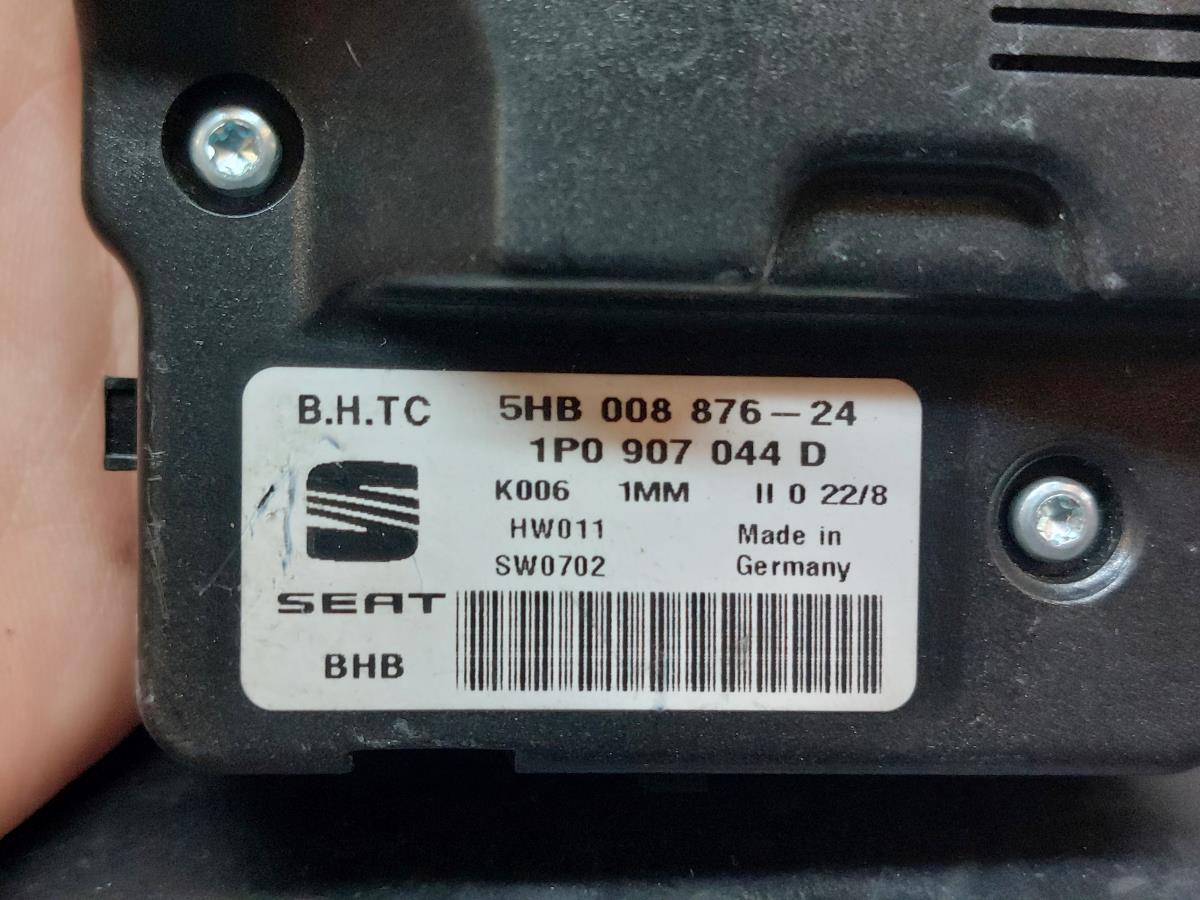 B.H.TC 5HB 008 876-24
1P0 907 044 D
K006 1MM II 0 22/8
HW011 Made in
SW0702 Germany
SEAT
BHB